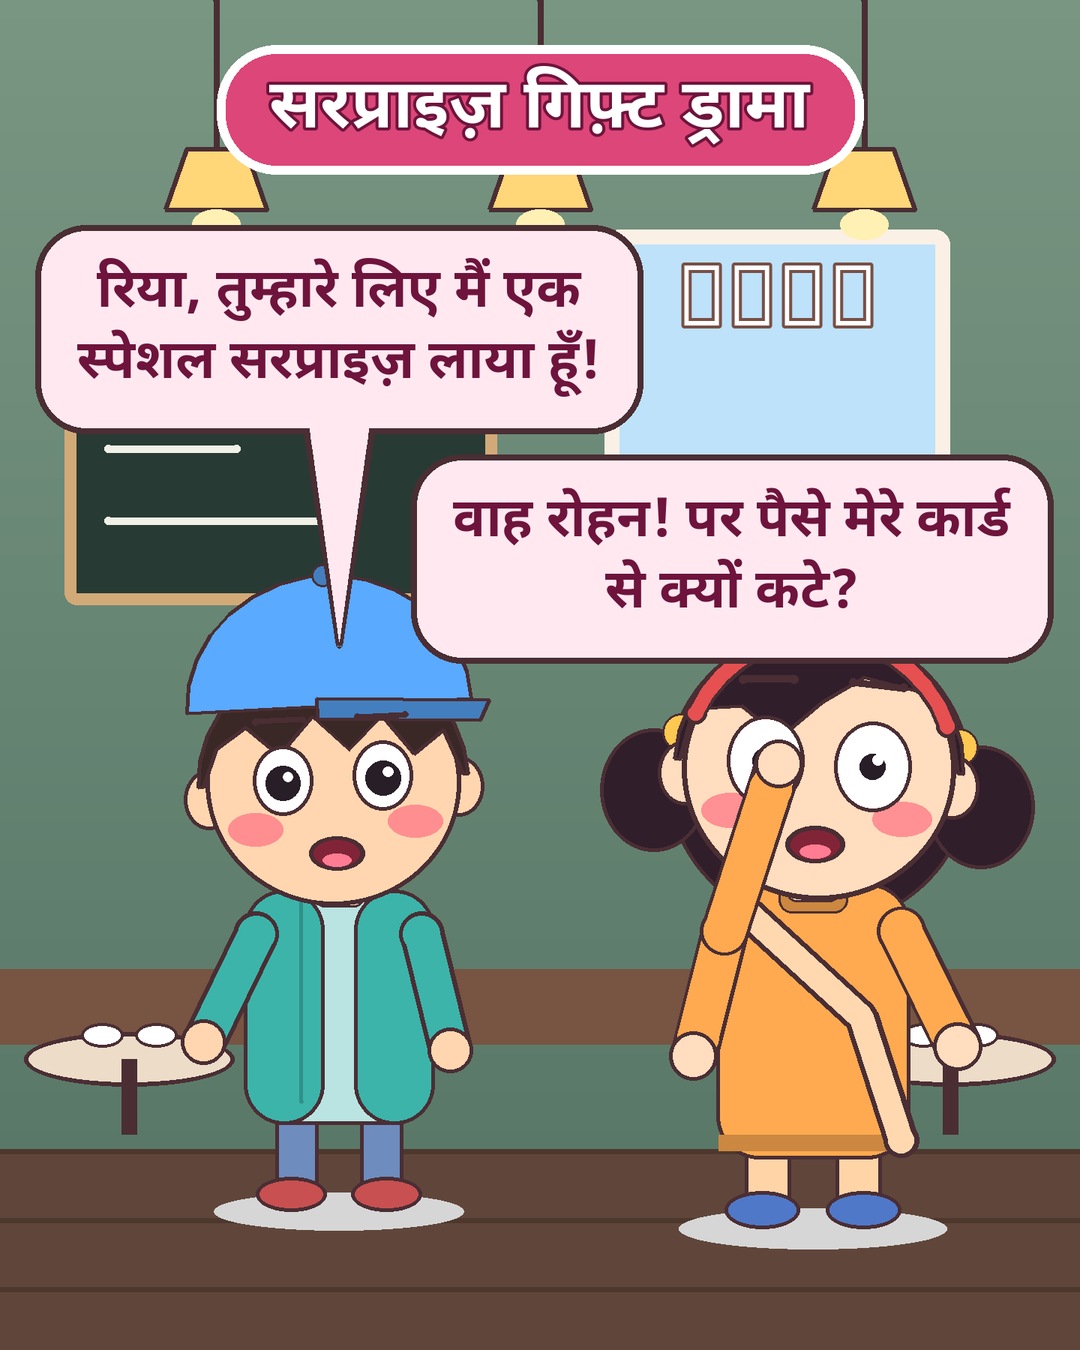 सरप्राइज़ गिफ़्ट ड्रामा
रिया, तुम्हारे लिए मैं एक
स्पेशल सरप्राइज़ लाया हूँ!
वाह रोहन! पर पैसे मेरे कार्ड
से क्यों कटे?